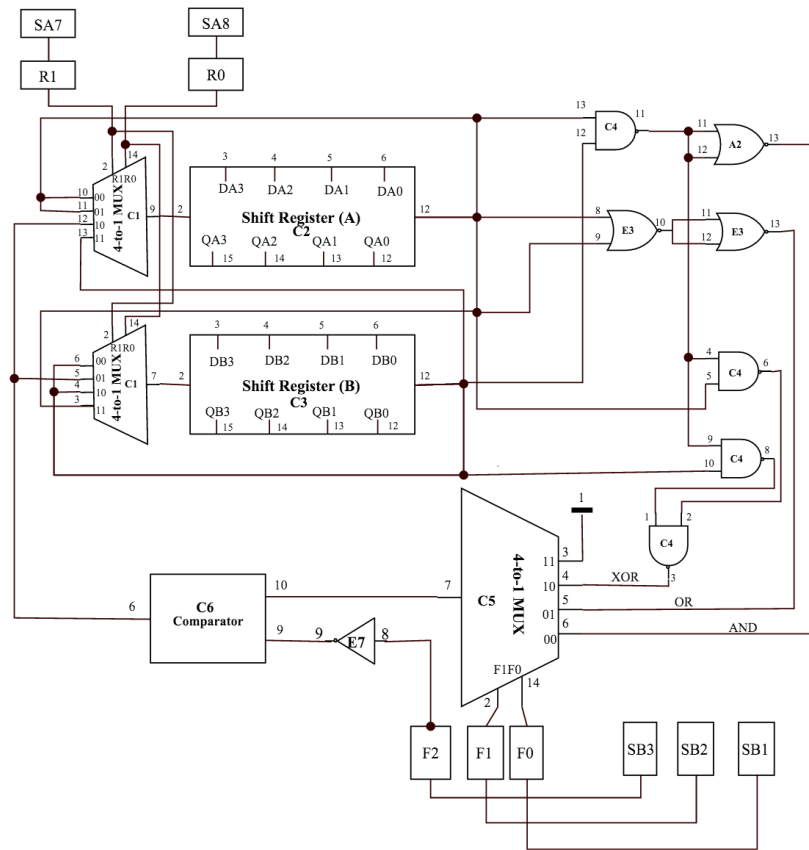 SA7
SA8
R1
R0
13
11
C4
12
11
A2
13
12
2
14
R1R0
10
00
11
01
12
10
13
11
4-to-1 MUX
C1
9
2
3
4
5
6
DA3
DA2
DA1
DA0
Shift Register (A)
C2
12
QA3
QA2
QA1
QA0
15
14
13
12
8
9
E3
10
11
12
E3
13
2
14
R1R0
6
00
5
01
4
10
3
11
4-to-1 MUX
C1
7
2
3
4
5
6
DB3
DB2
DB1
DB0
Shift Register (B)
C3
12
QB3
QB2
QB1
QB0
15
14
13
12
4
5
C4
6
9
10
C4
8
1
2
C4
3
1
4-to-1 MUX
C5
7
11
3
10
4
XOR
01
5
OR
00
6
AND
F1F0
2
14
C6
Comparator
6
10
9
9
E7
8
F2
F1
F0
SB3
SB2
SB1